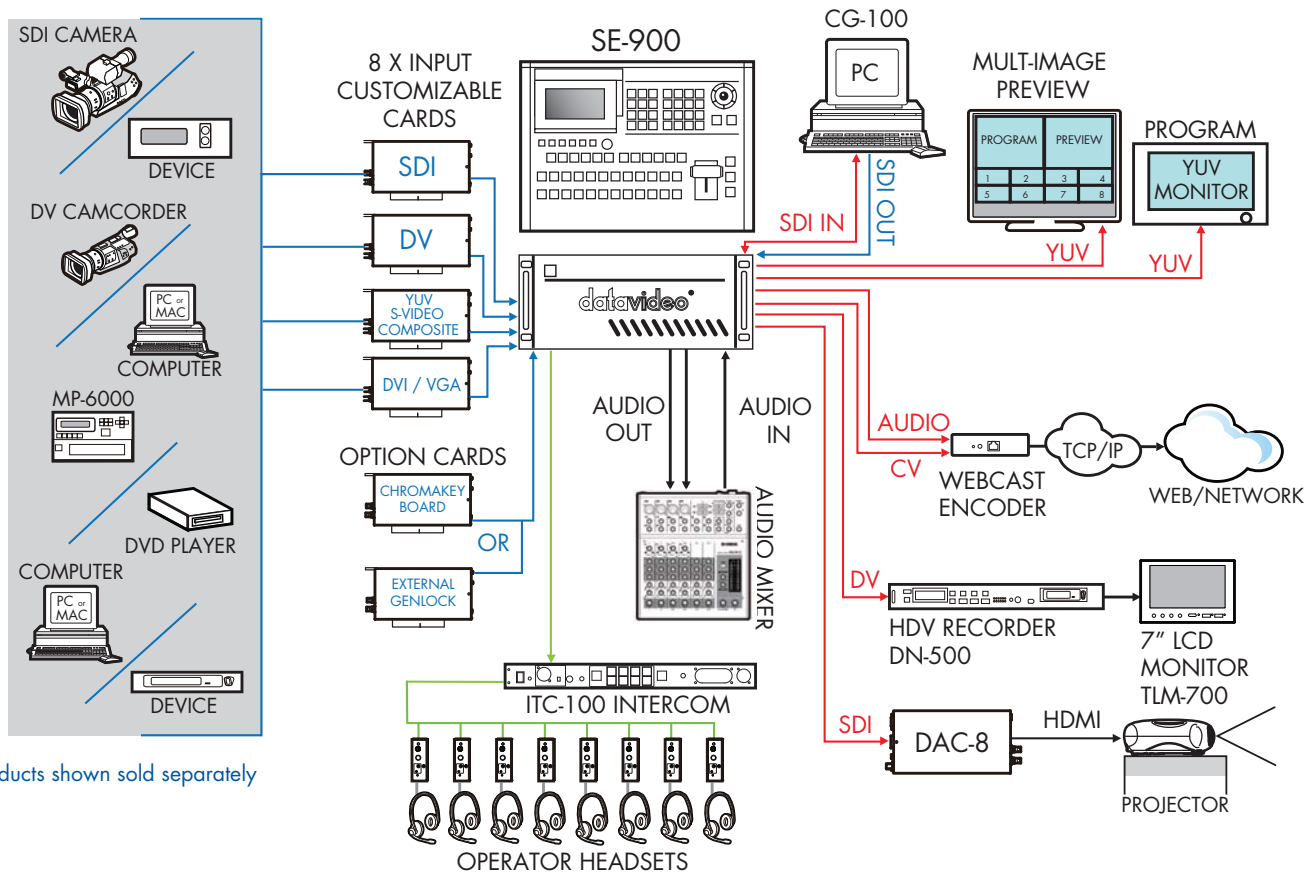 SDI CAMERA
DEVICE
DV CAMCORDER
PC or
MAC
COMPUTER
MP-6000
DVD PLAYER
COMPUTER
PC or
MAC
DEVICE
ducts shown sold separately
8 X INPUT
CUSTOMIZABLE
CARDS
SDI
DV
YUV
S-VIDEO
COMPOSITE
DVI / VGA
OPTION CARDS
CHROMAKEY
BOARD
OR
EXTERNAL
GENLOCK
SE-900
datavideo
AUDIO
OUT
AUDIO
IN
AUDIO MIXER
ITC-100 INTERCOM
OPERATOR HEADSETS
CG-100
PC
SDI IN
SDI OUT
MULT-IMAGE
PREVIEW
PROGRAM PREVIEW
1 2 3 4
5 6 7 8
YUV
PROGRAM
YUV
MONITOR
YUV
AUDIO
CV
WEBCAST
ENCODER
TCP/IP
WEB/NETWORK
DV
HDV RECORDER
DN-500
7” LCD
MONITOR
TLM-700
SDI
DAC-8
HDMI
PROJECTOR